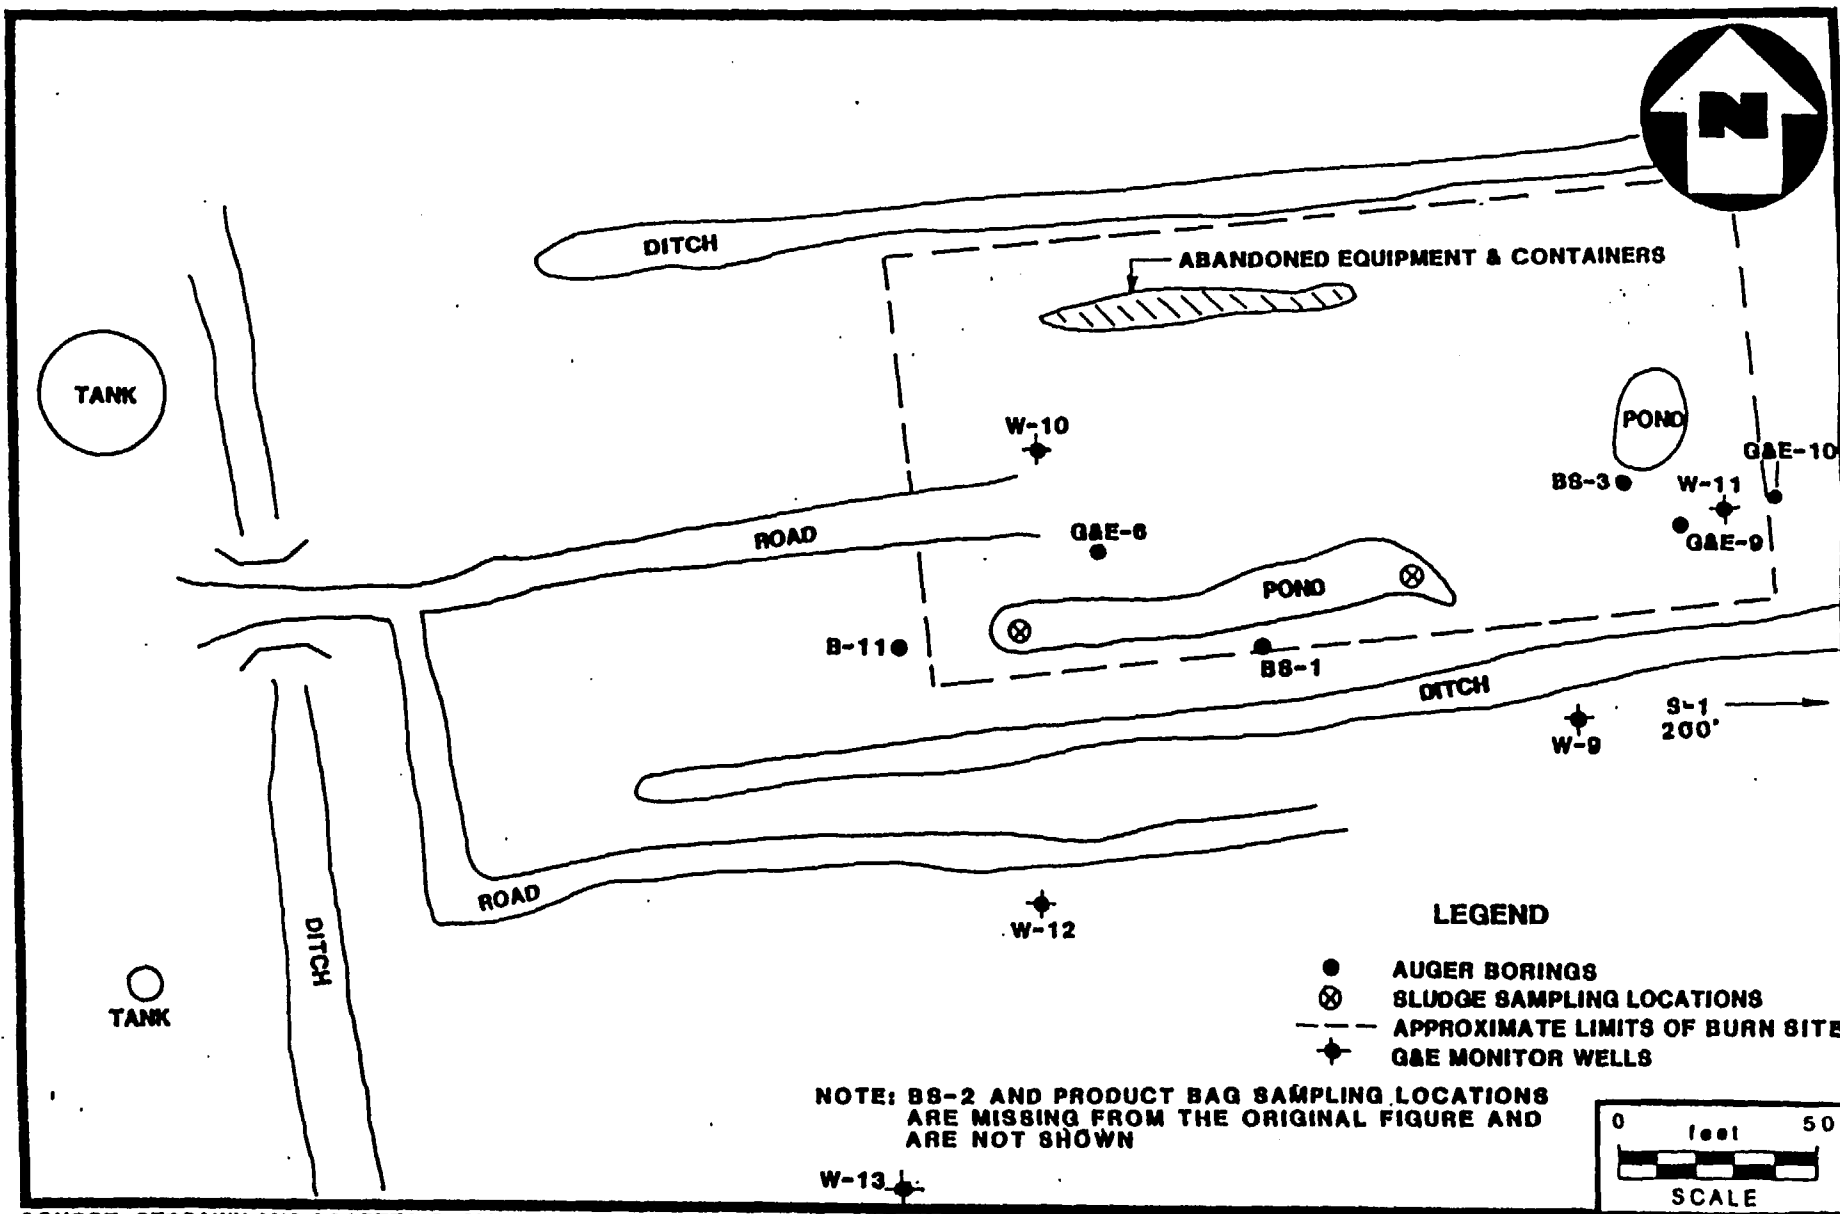 N
DITCH
ABANDONED EQUIPMENT & CONTAINERS
TANK
POND
W-10
G&E-10
BS-3
W-11
ROAD
G&E-6
G&E-9
POND
B-11
BS-1
DITCH
S-1
200'
W-9
ROAD
W-12
DITCH
TANK
LEGEND
AUGER BORINGS
SLUDGE SAMPLING LOCATIONS
APPROXIMATE LIMITS OF BURN SITE
G&E MONITOR WELLS
NOTE: BS-2 AND PRODUCT BAG SAMPLING LOCATIONS
ARE MISSING FROM THE ORIGINAL FIGURE AND
ARE NOT SHOWN
0 50
feet
SCALE
W-13